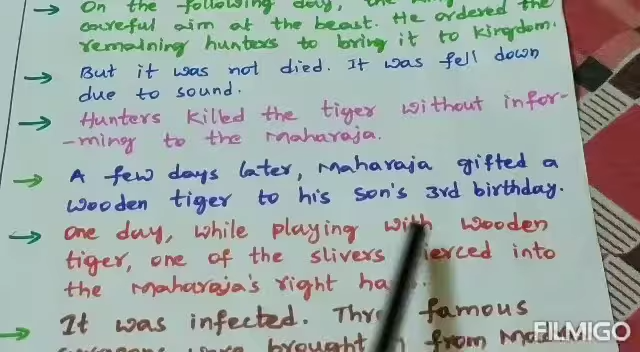 → On the following day, the
careful aim at the beast. He ordered the
remaining hunters to bring it to kingdom.
→ But it was not died. It was fell down
due to sound.
→ Hunters killed the tiger without infor-
-ming to the Maharaja.
→ A few days later, Maharaja gifted a
wooden tiger to his son's 3rd birthday.
→ One day, while playing with wooden
tiger, one of the slivers pierced into
the Maharaja's right
→ It was infected. famous
brought from
FILMIGO